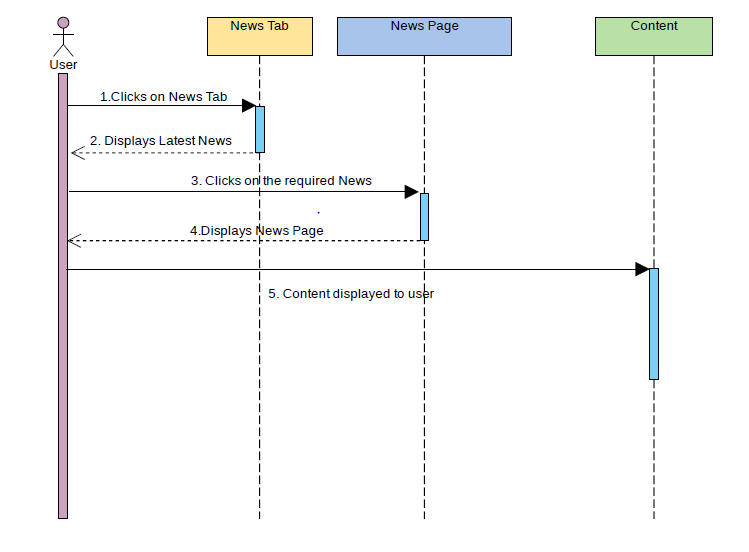 News Tab
News Page
Content
User
1.Clicks on News Tab
2. Displays Latest News
3. Clicks on the required News
4.Displays News Page
5. Content displayed to user